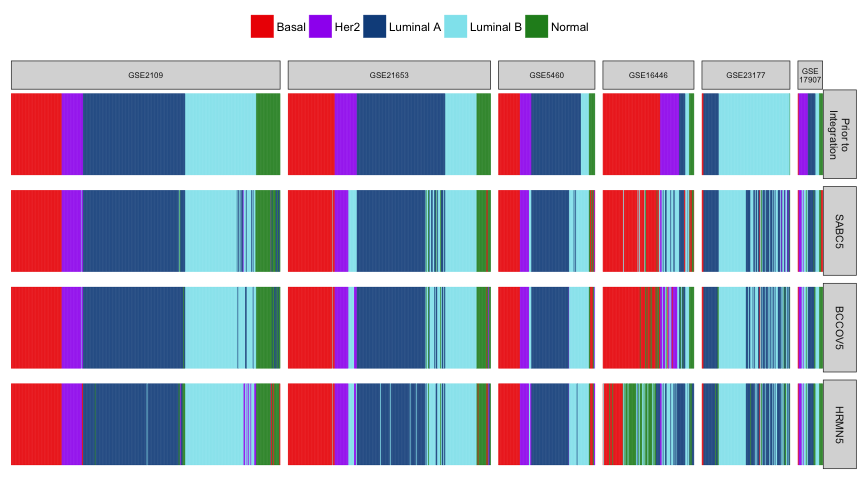 Basal Her2 Luminal A Luminal B Normal
GSE2109 GSE21653 GSE5460 GSE16446 GSE23177 GSE
17907
Prior to
Integration
SABC5
BCCOV5
HRMN5